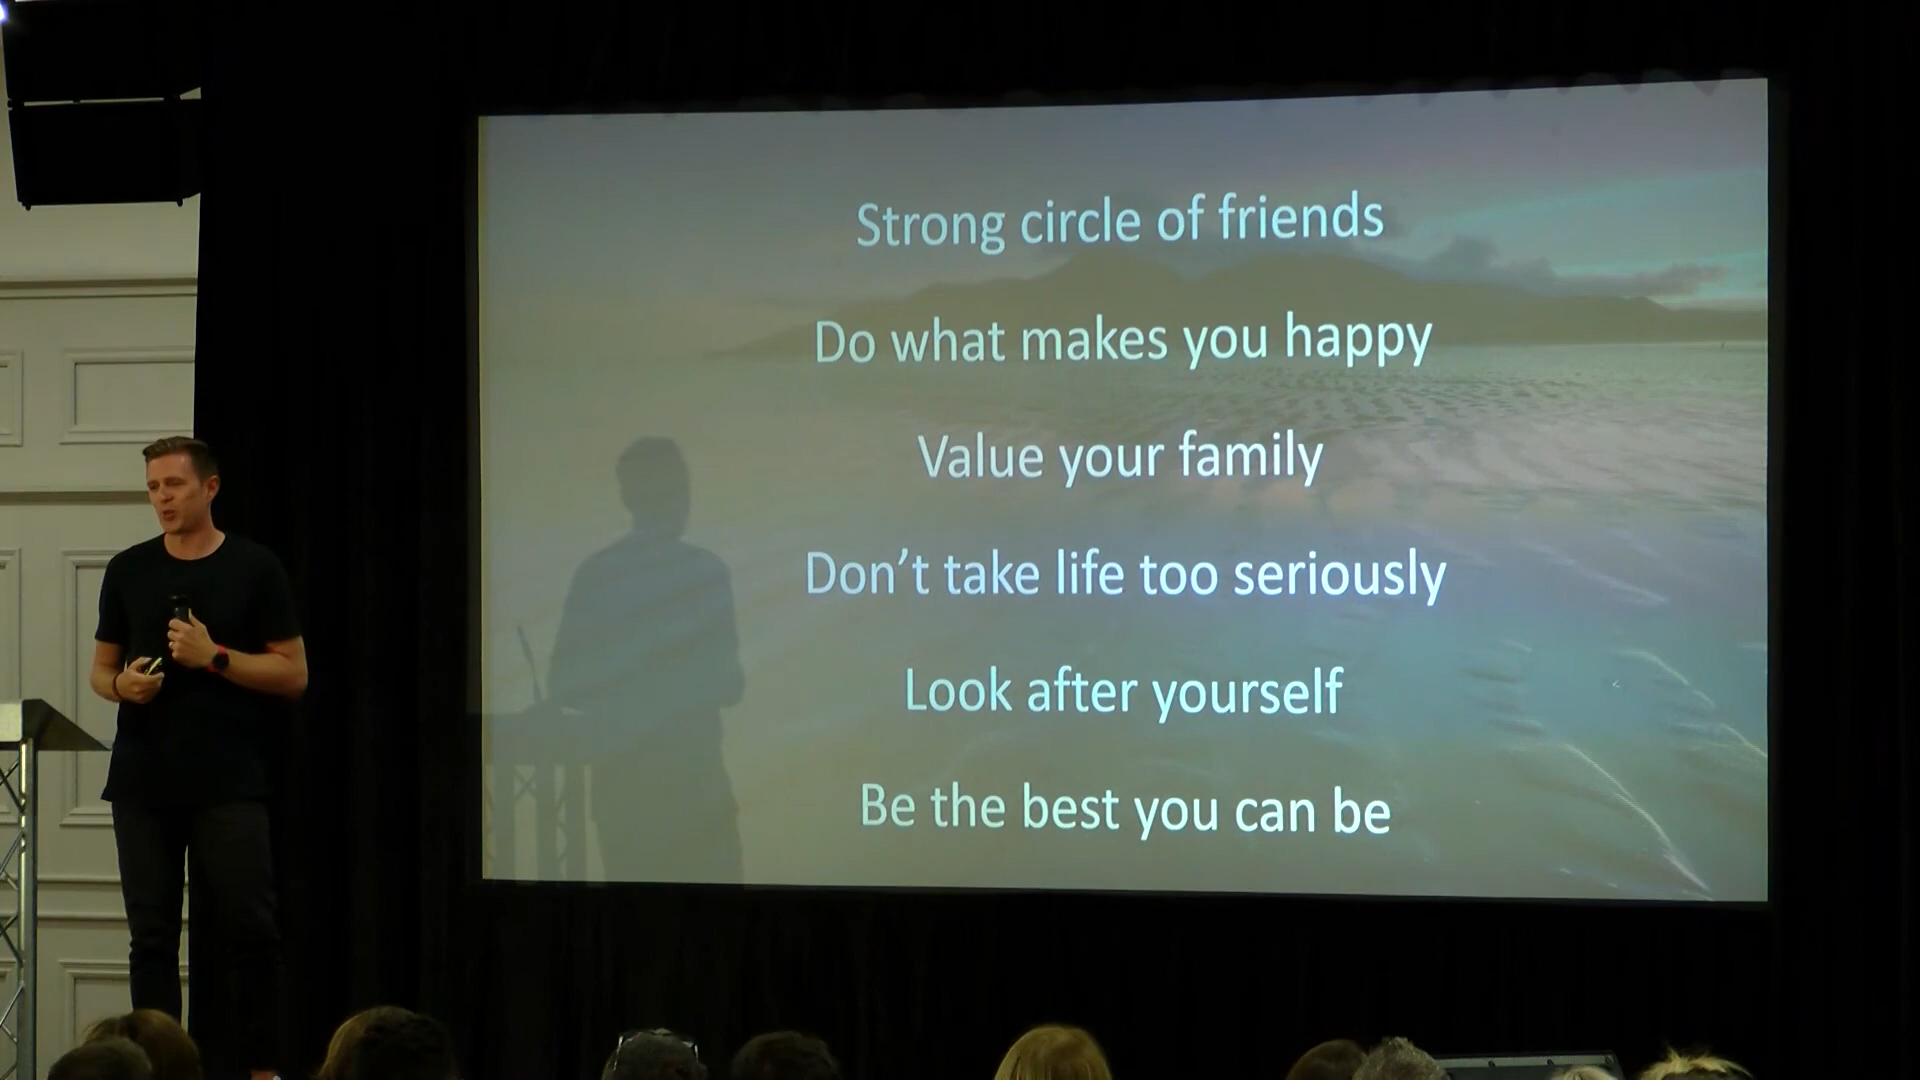 Strong circle of friends
Do what makes you happy
Value your family
Don’t take life too seriously
Look after yourself
Be the best you can be